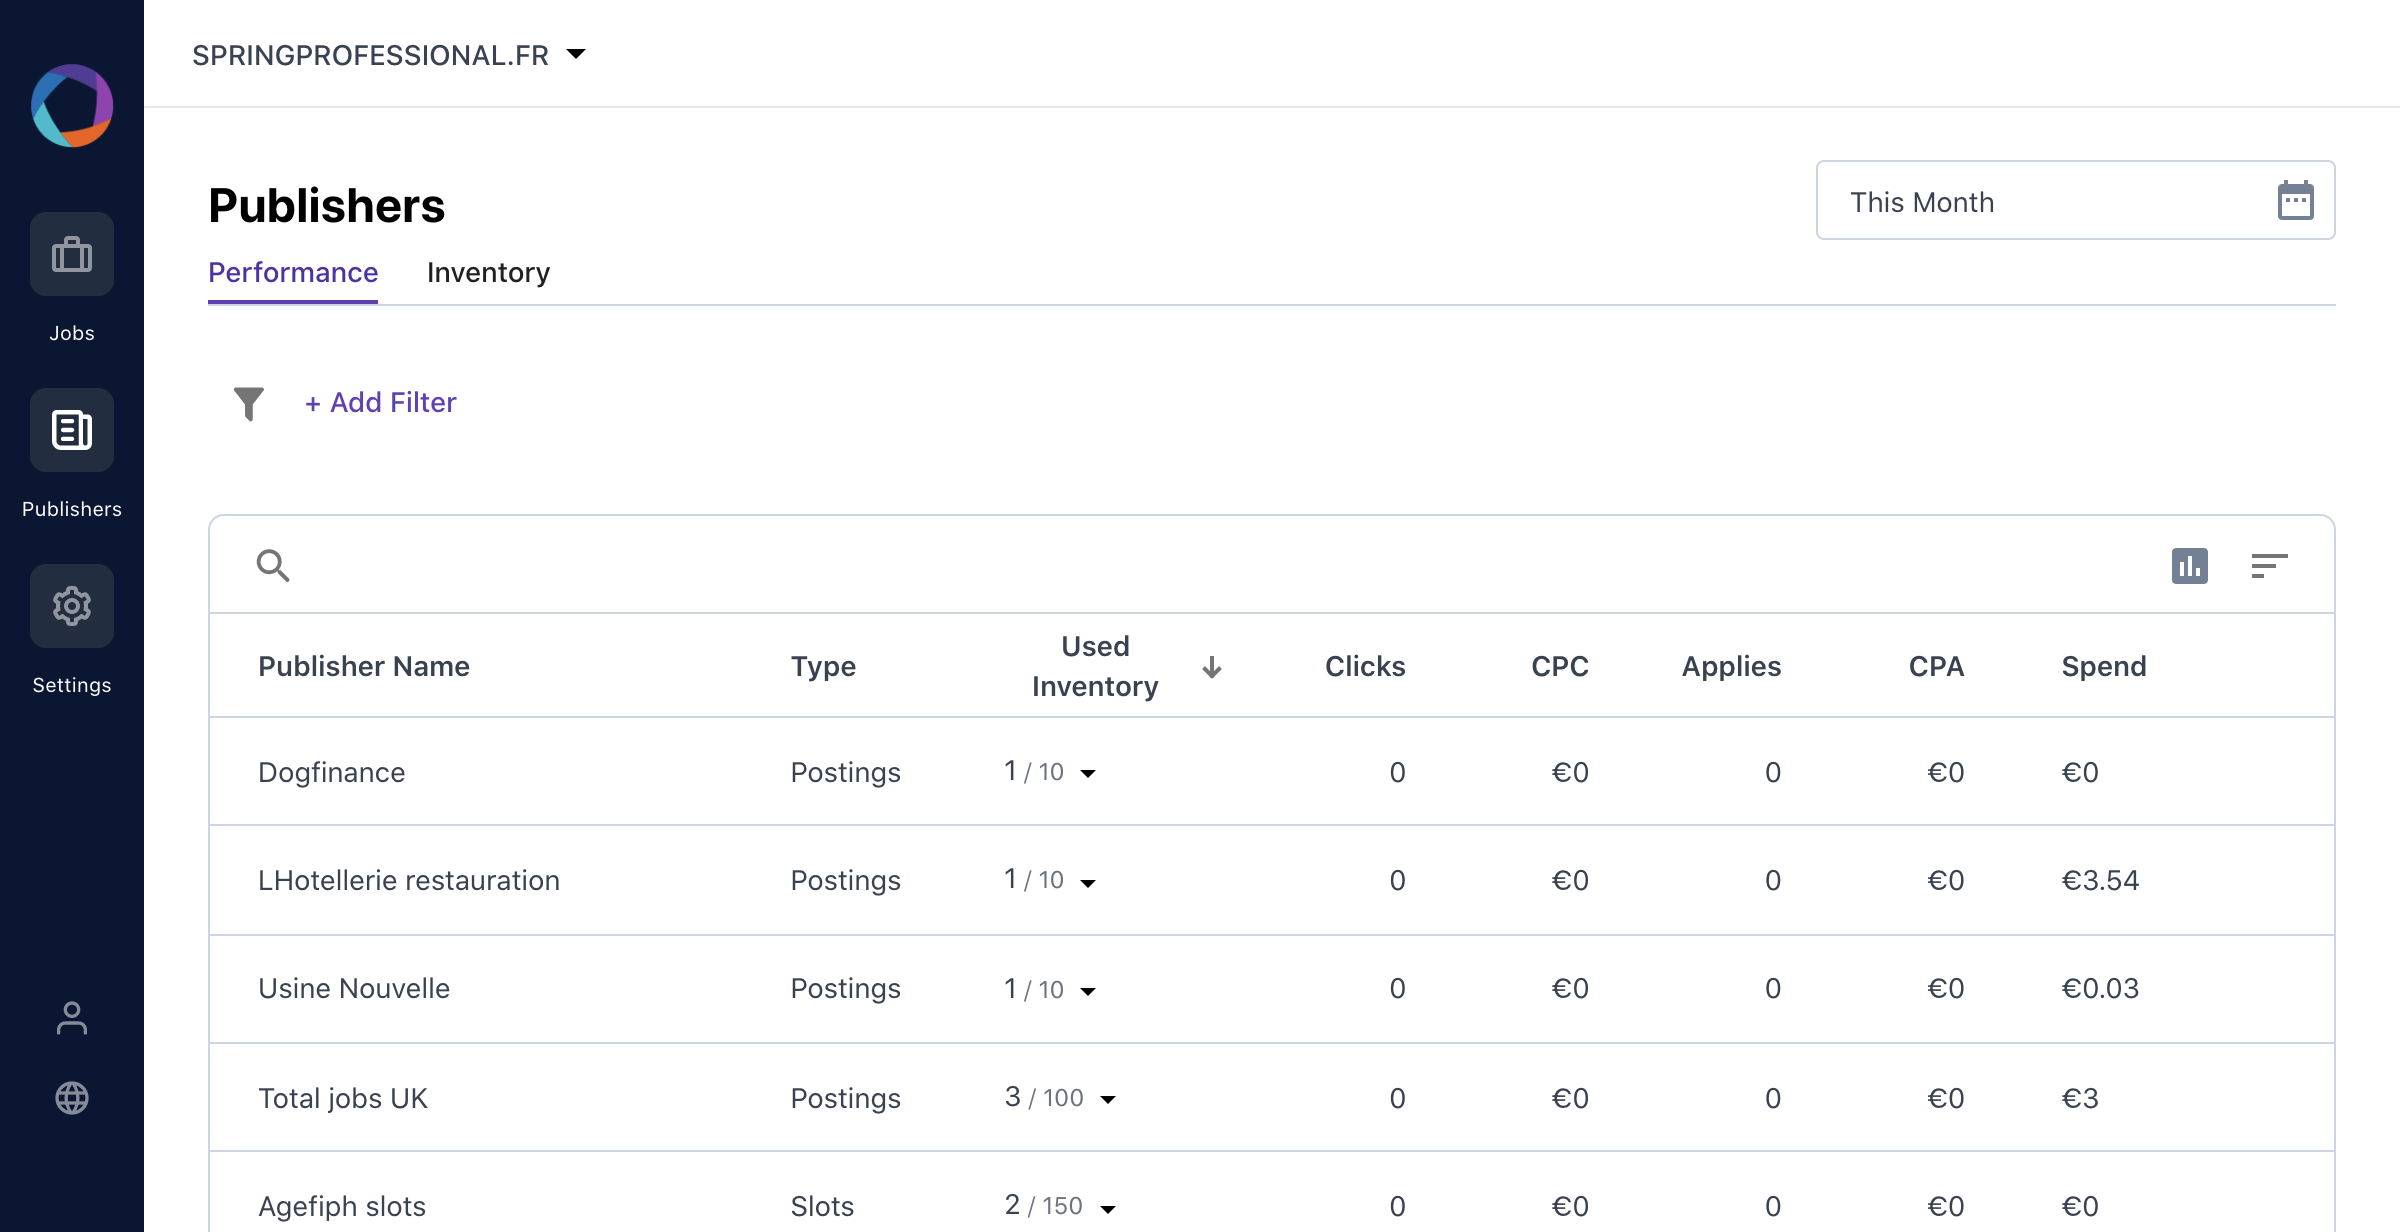 SPRINGPROFESSIONAL.FR
Jobs
Publishers
Settings
Publishers
This Month
Performance Inventory
+ Add Filter
Publisher Name Type Used Inventory Clicks CPC Applies CPA Spend
Dogfinance Postings 1 / 10 0 €0 0 €0 €0
LHotellerie restauration Postings 1 / 10 0 €0 0 €0 €3.54
Usine Nouvelle Postings 1 / 10 0 €0 0 €0 €0.03
Total jobs UK Postings 3 / 100 0 €0 0 €0 €3
Agefiph slots Slots 2 / 150 0 €0 0 €0 €0